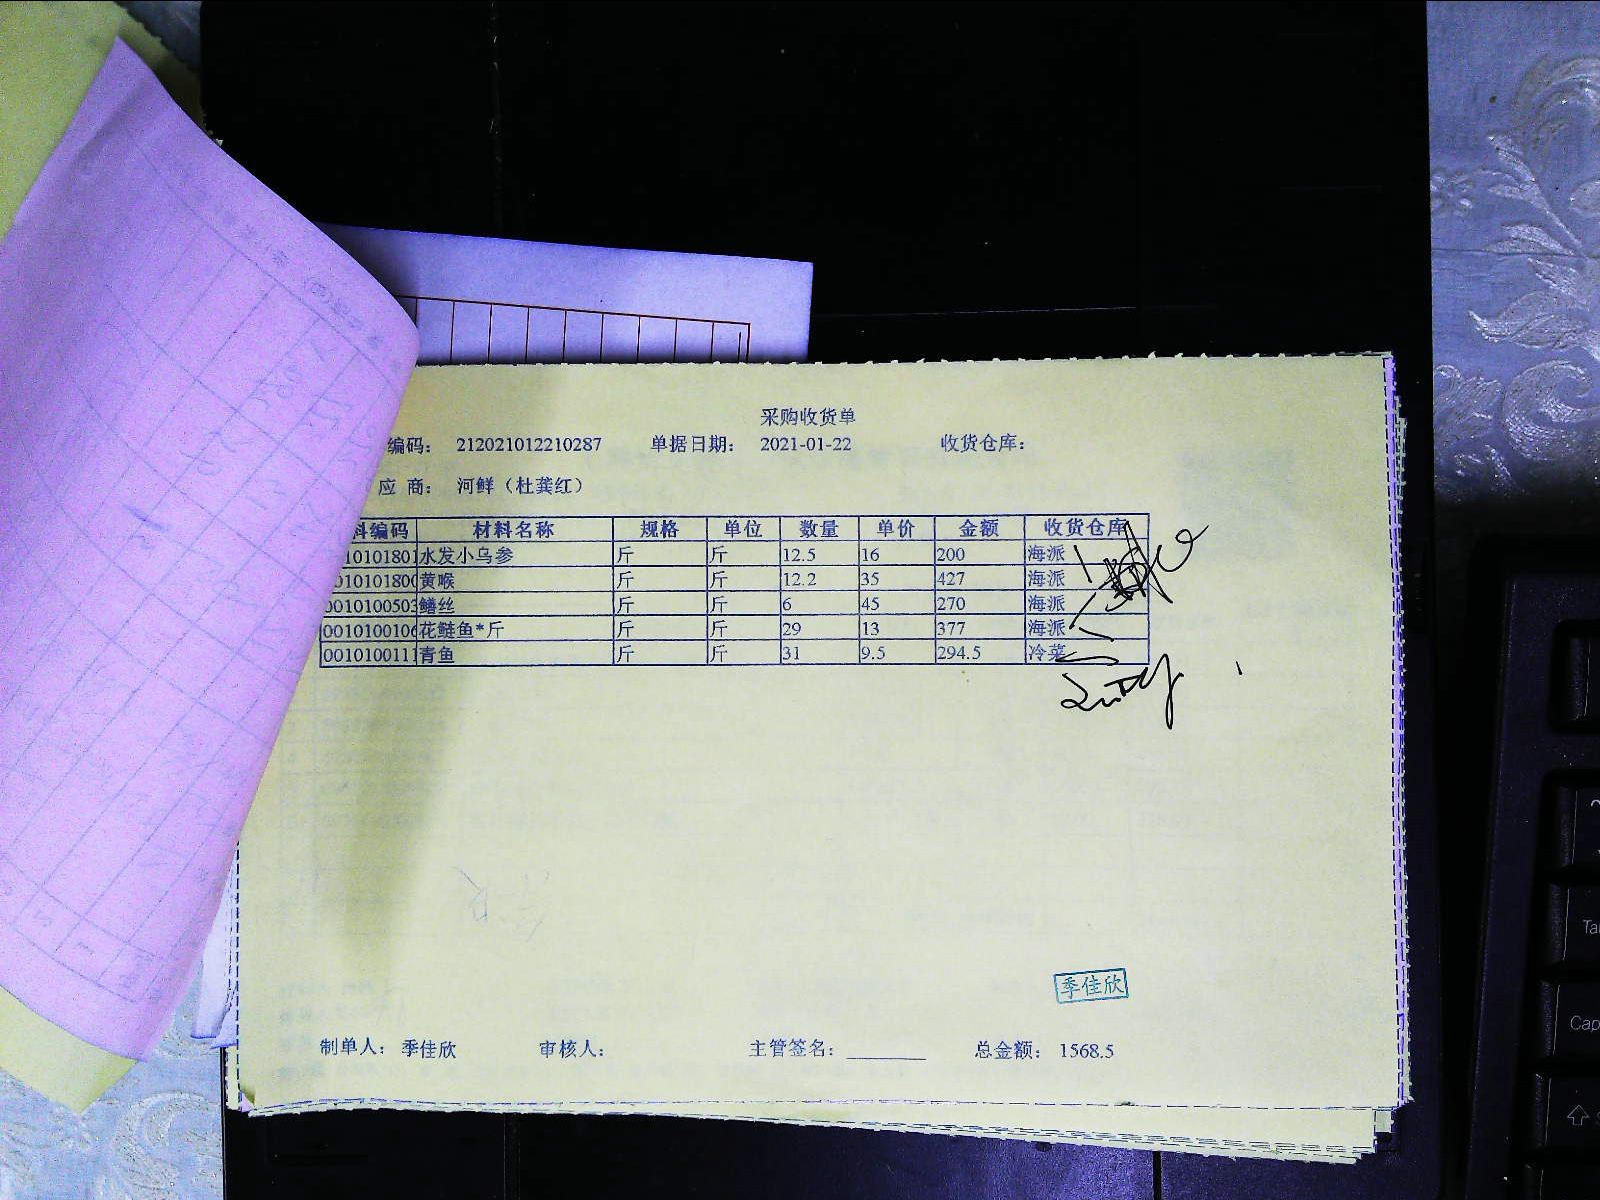 采购收货单
编码： 212021012210287 单据日期： 2021-01-22 收货仓库：
应 商： 河鲜（杜龚红）
料编码 材料名称 规格 单位 数量 单价 金额 收货仓库
10101801 水发小乌参 斤 斤 12.5 16 200 海派
010101800 黄喉 斤 斤 12.2 35 427 海派
0010100503 鳝丝 斤 斤 6 45 270 海派
0010100106 花鲢鱼*斤 斤 斤 29 13 377 海派
0010100111 青鱼 斤 斤 31 9.5 294.5 冷菜
季佳欣
制单人： 季佳欣 审核人： 主管签名： 总金额： 1568.5